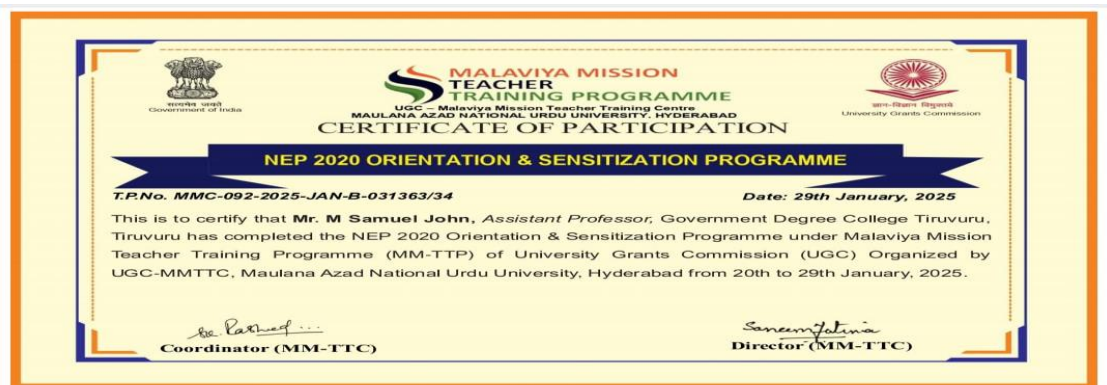 MALAVIYA MISSION
TEACHER
TRAINING PROGRAMME
सत्यमेव जयते
Government of India
UGC – Malaviya Mission Teacher Training Centre
MAULANA AZAD NATIONAL URDU UNIVERSITY, HYDERABAD
ज्ञान-विज्ञान विमुक्तये
University Grants Commission
CERTIFICATE OF PARTICIPATION
NEP 2020 ORIENTATION & SENSITIZATION PROGRAMME
T.P.No. MMC-092-2025-JAN-B-031363/34
Date: 29th January, 2025
This is to certify that Mr. M Samuel John, Assistant Professor, Government Degree College Tiruvuru,
Tiruvuru has completed the NEP 2020 Orientation & Sensitization Programme under Malaviya Mission
Teacher Training Programme (MM-TTP) of University Grants Commission (UGC) Organized by
UGC-MMTTC, Maulana Azad National Urdu University, Hyderabad from 20th to 29th January, 2025.
Coordinator (MM-TTC)
Director (MM-TTC)